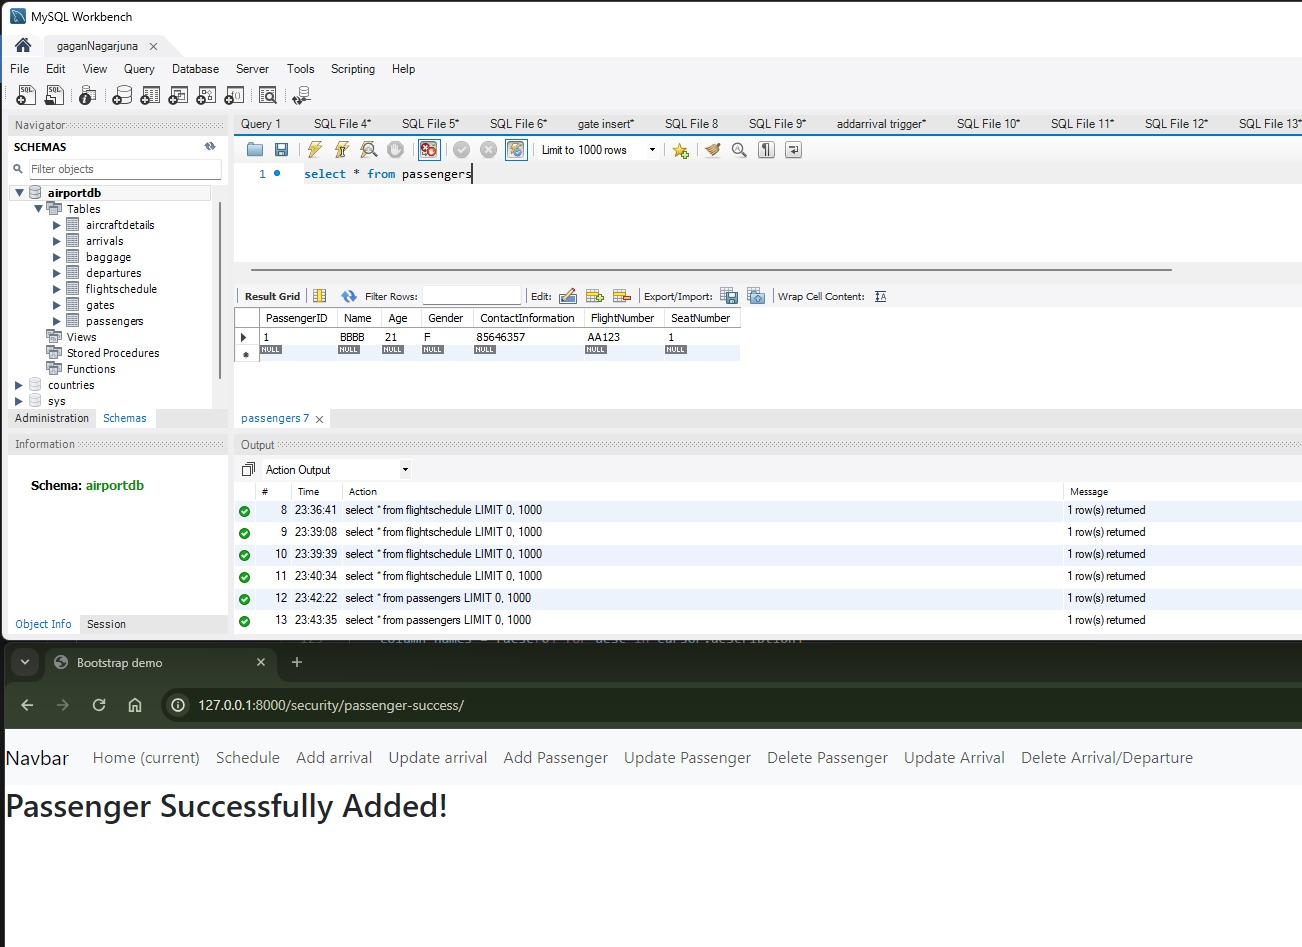 MySQL Workbench
gaganNagarjuna
File Edit View Query Database Server Tools Scripting Help
Navigator
SCHEMAS
Filter objects
airportdb
Tables
aircraftdetails
arrivals
baggage
departures
flightschedule
gates
passengers
Views
Stored Procedures
Functions
countries
sys
Administration Schemas
Information
Schema: airportdb
Object Info Session
Query 1 SQL File 4* SQL File 5* SQL File 6* gate insert* SQL File 8 SQL File 9* addarrival trigger* SQL File 10* SQL File 11* SQL File 12* SQL File 13*
Limit to 1000 rows
1 select * from passengers
Result Grid Filter Rows: Edit: Export/Import: Wrap Cell Content:
PassengerID Name Age Gender ContactInformation FlightNumber SeatNumber
1 BBBB 21 F 85646357 AA123 1
NULL NULL NULL NULL NULL NULL NULL
passengers 7
Output
Action Output
# Time Action Message
8 23:36:41 select * from flightschedule LIMIT 0, 1000 1 row(s) returned
9 23:39:08 select * from flightschedule LIMIT 0, 1000 1 row(s) returned
10 23:39:39 select * from flightschedule LIMIT 0, 1000 1 row(s) returned
11 23:40:34 select * from flightschedule LIMIT 0, 1000 1 row(s) returned
12 23:42:22 select * from passengers LIMIT 0, 1000 1 row(s) returned
13 23:43:35 select * from passengers LIMIT 0, 1000 1 row(s) returned
Bootstrap demo
127.0.0.1:8000/security/passenger-success/
Navbar Home (current) Schedule Add arrival Update arrival Add Passenger Update Passenger Delete Passenger Update Arrival Delete Arrival/Departure
Passenger Successfully Added!